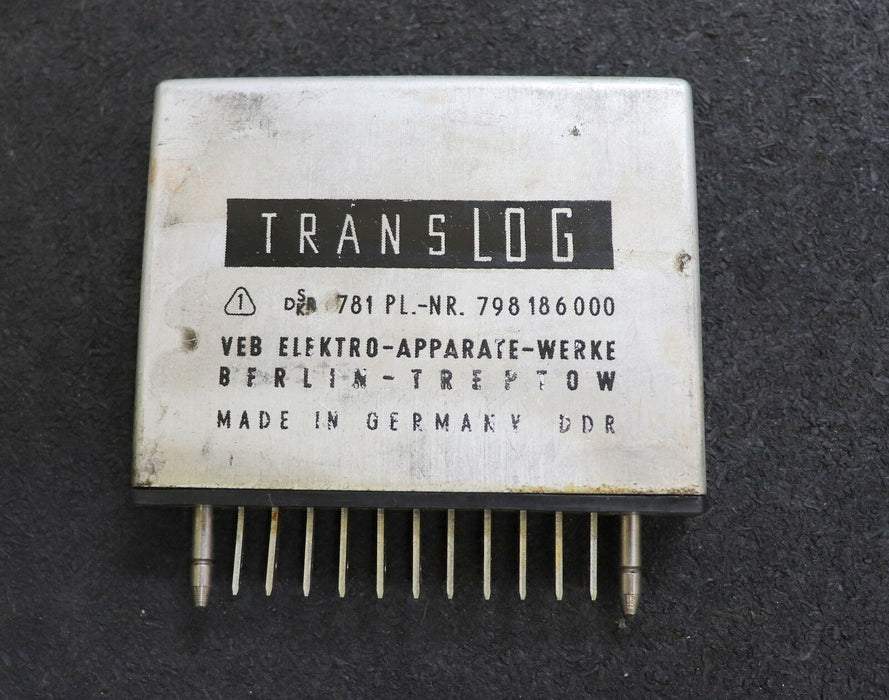 TRANSLOG
1 781 PL.-NR. 798 186 000
VEB ELEKTRO-APPARATE-WERKE
BERLIN-TREPTOW
MADE IN GERMANY DDR